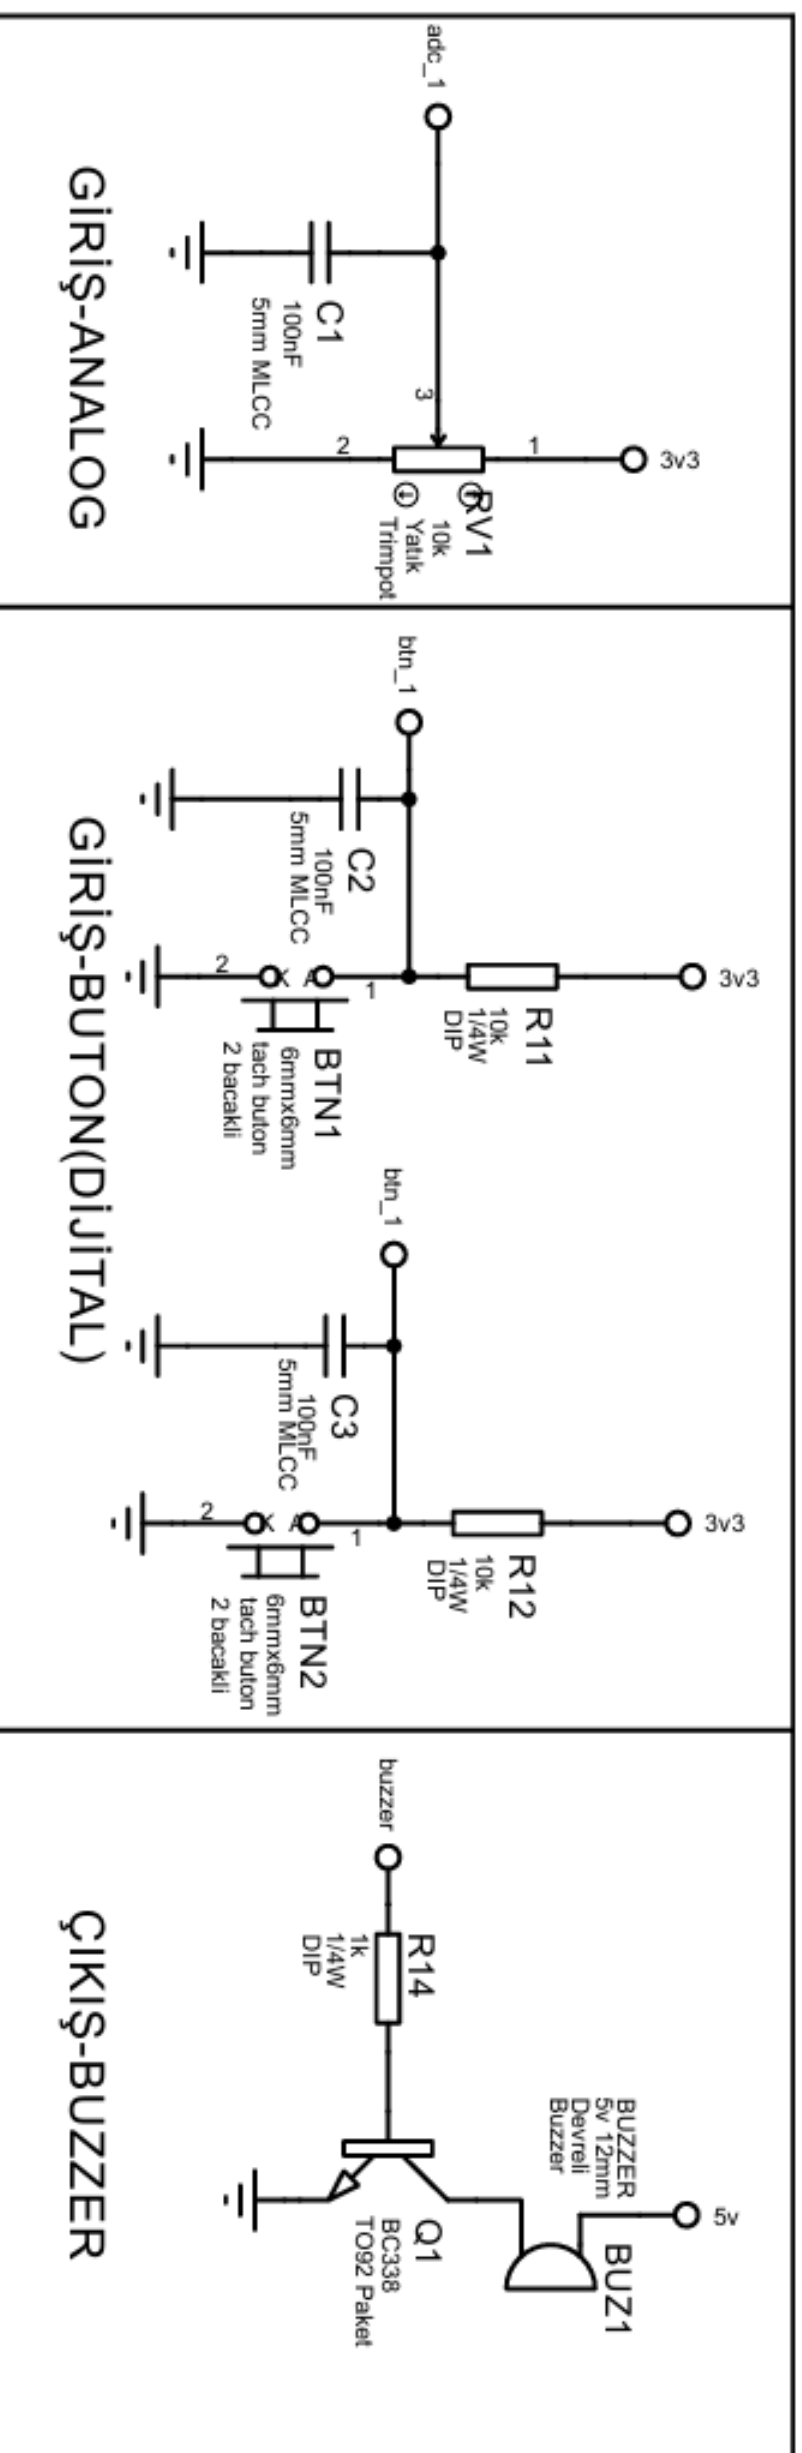 adc_1
C1
100nF
5mm MLCC
3
2
1
3v3
RV1
10k
Yatık
Trimpot
GİRİŞ-ANALOG
btn_1
C2
100nF
5mm MLCC
3v3
R11
10k
1/4W
DIP
1
2
BTN1
6mmx6mm
tach buton
2 bacakli
btn_1
C3
100nF
5mm MLCC
3v3
R12
10k
1/4W
DIP
1
2
BTN2
6mmx6mm
tach buton
2 bacakli
GİRİŞ-BUTON(DİJİTAL)
buzzer
R14
1k
1/4W
DIP
Q1
BC338
TO92 Paket
BUZZER
5v 12mm
Devreli
Buzzer
5v
BUZ1
ÇIKIŞ-BUZZER